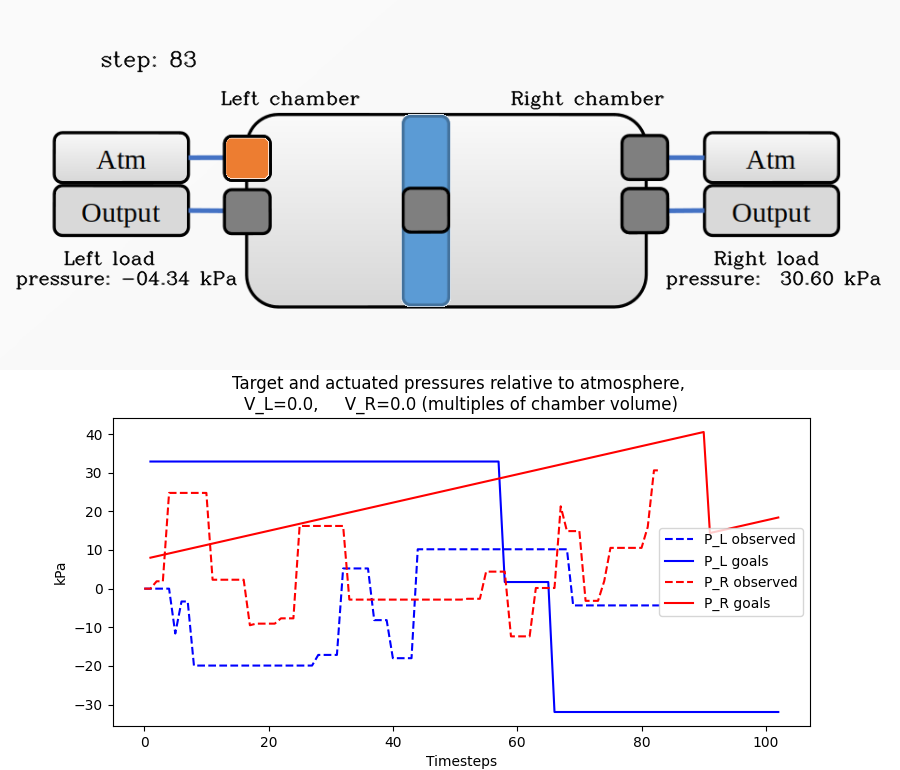 step: 83
Left chamber
Right chamber
Atm
Atm
Output
Output
Left load
pressure: -04.34 kPa
Right load
pressure:  30.60 kPa
Target and actuated pressures relative to atmosphere,
V_L=0.0,     V_R=0.0 (multiples of chamber volume)
40
30
20
10
0
−10
−20
−30
kPa
P_L observed
P_L goals
P_R observed
P_R goals
0
20
40
60
80
100
Timesteps